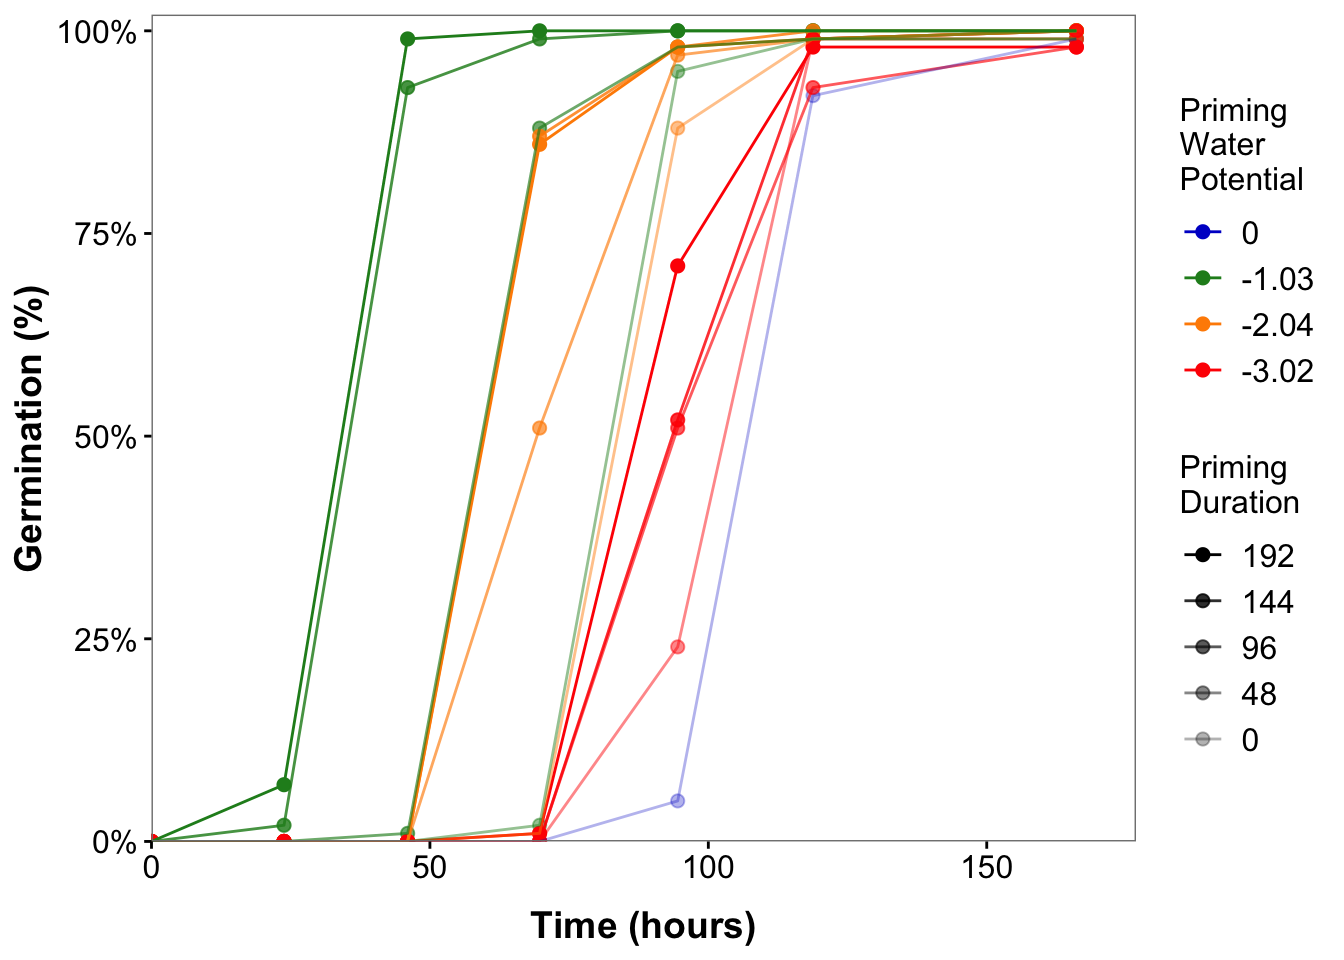 100%
75%
50%
25%
0%
0
50
100
150
Germination (%)
Time (hours)
Priming
Water
Potential
0
-1.03
-2.04
-3.02
Priming
Duration
192
144
96
48
0